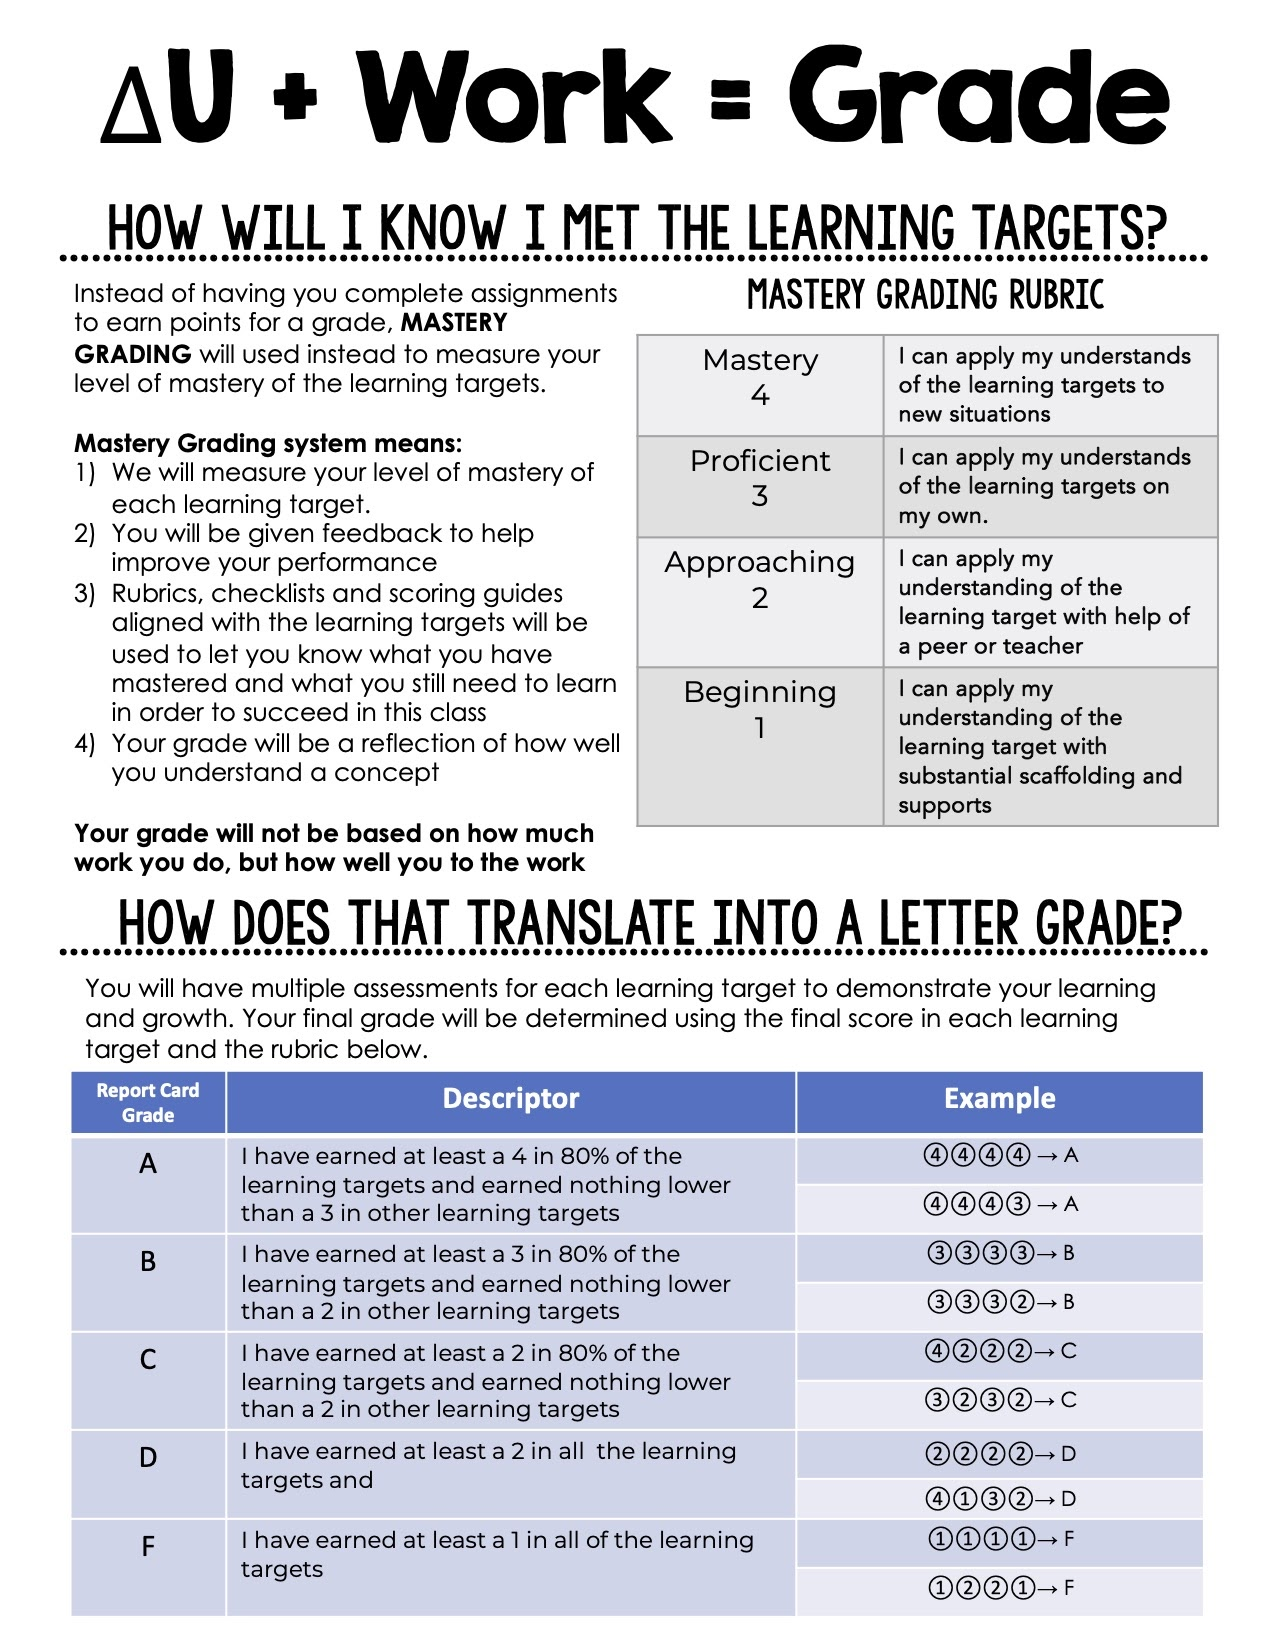 ΔU + Work = Grade
HOW WILL I KNOW I MET THE LEARNING TARGETS?
Instead of having you complete assignments
to earn points for a grade, MASTERY
GRADING will used instead to measure your
level of mastery of the learning targets.
Mastery Grading system means:
1) We will measure your level of mastery of
each learning target.
2) You will be given feedback to help
improve your performance
3) Rubrics, checklists and scoring guides
aligned with the learning targets will be
used to let you know what you have
mastered and what you still need to learn
in order to succeed in this class
4) Your grade will be a reflection of how well
you understand a concept
Your grade will not be based on how much
work you do, but how well you to the work
MASTERY GRADING RUBRIC
Mastery
4
I can apply my understands
of the learning targets to
new situations
Proficient
3
I can apply my understands
of the learning targets on
my own.
Approaching
2
I can apply my
understanding of the
learning target with help of
a peer or teacher
Beginning
1
I can apply my
understanding of the
learning target with
substantial scaffolding and
supports
HOW DOES THAT TRANSLATE INTO A LETTER GRADE?
You will have multiple assessments for each learning target to demonstrate your learning
and growth. Your final grade will be determined using the final score in each learning
target and the rubric below.
Report Card
Grade
Descriptor
Example
A
I have earned at least a 4 in 80% of the
learning targets and earned nothing lower
than a 3 in other learning targets
④④④④ → A
④④④③ → A
B
I have earned at least a 3 in 80% of the
learning targets and earned nothing lower
than a 2 in other learning targets
③③③③→ B
③③③②→ B
C
I have earned at least a 2 in 80% of the
learning targets and earned nothing lower
than a 2 in other learning targets
④②②②→ C
③②③②→ C
D
I have earned at least a 2 in all the learning
targets and
②②②②→ D
④①③②→ D
F
I have earned at least a 1 in all of the learning
targets
①①①①→ F
①②②①→ F